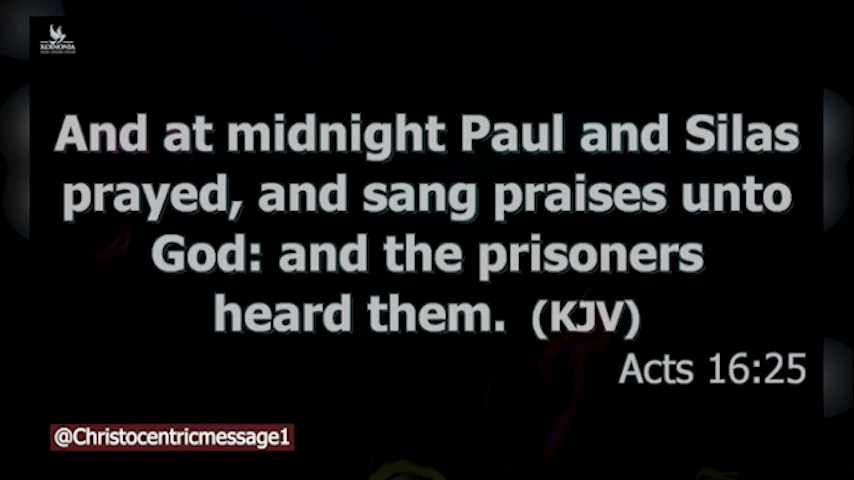 KOINONIA
And at midnight Paul and Silas
prayed, and sang praises unto
God: and the prisoners
heard them. (KJV)
Acts 16:25
@Christocentricmessage1